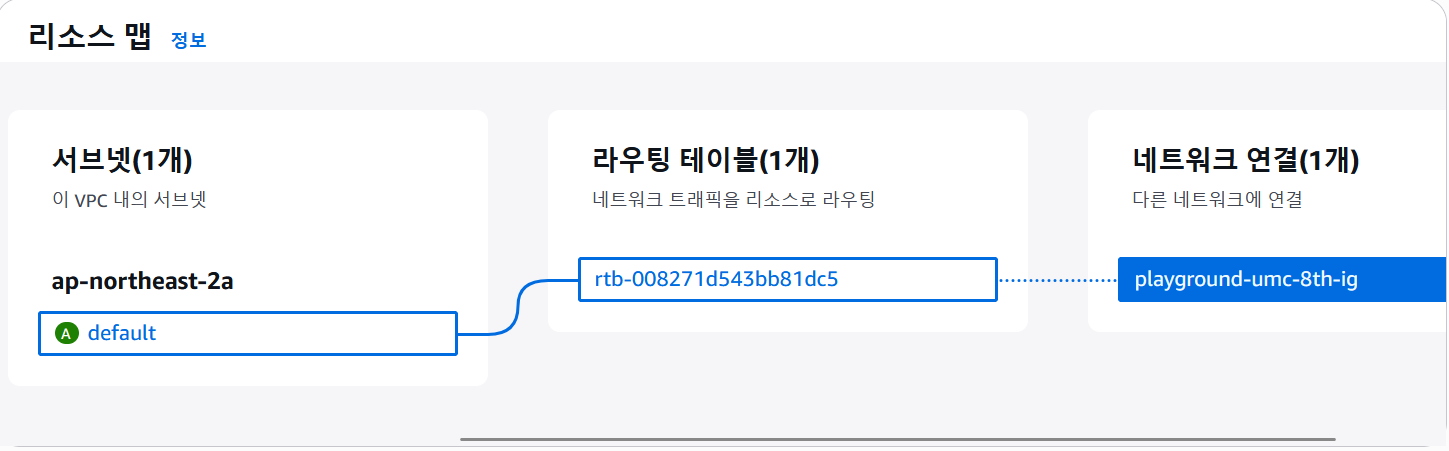 리소스 맵 정보
서브넷(1개)
이 VPC 내의 서브넷
ap-northeast-2a
A default
라우팅 테이블(1개)
네트워크 트래픽을 리소스로 라우팅
rtb-008271d543bb81dc5
네트워크 연결(1개)
다른 네트워크에 연결
playground-umc-8th-ig